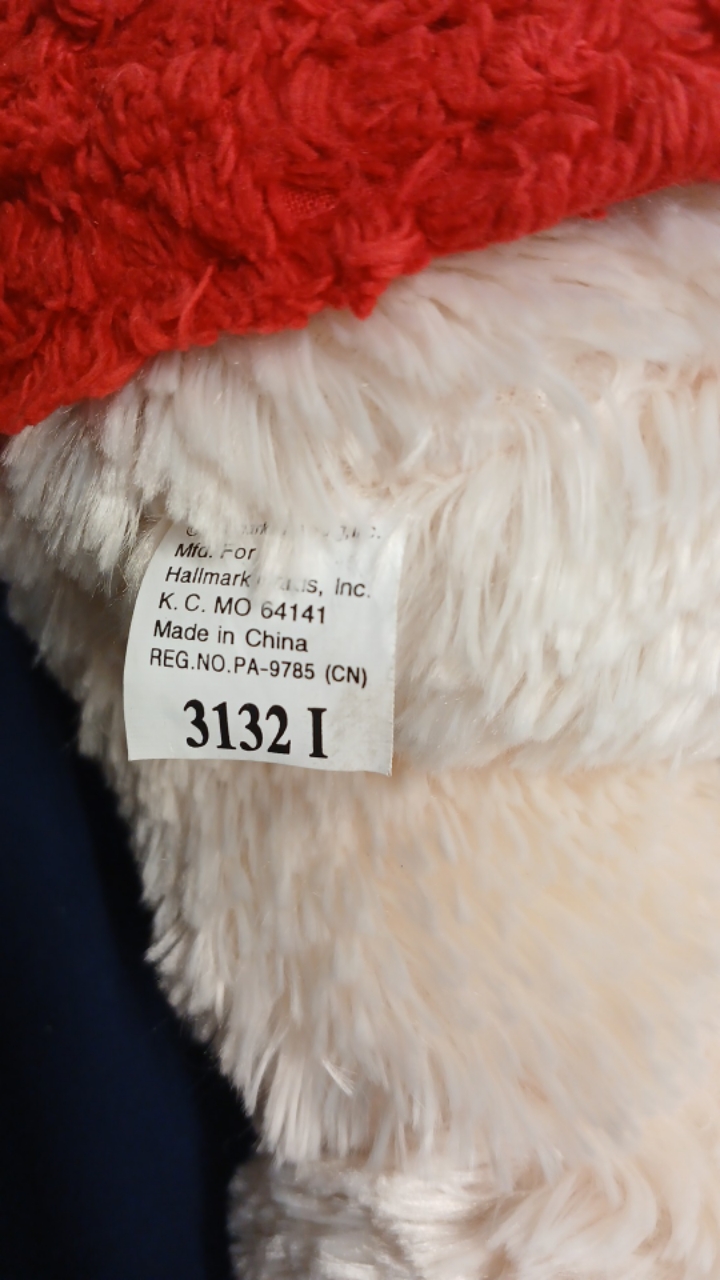 Mfd. For
Hallmark Inc.
K. C. MO 64141
Made in China
REG.NO.PA-9785 (CN)
3132 I